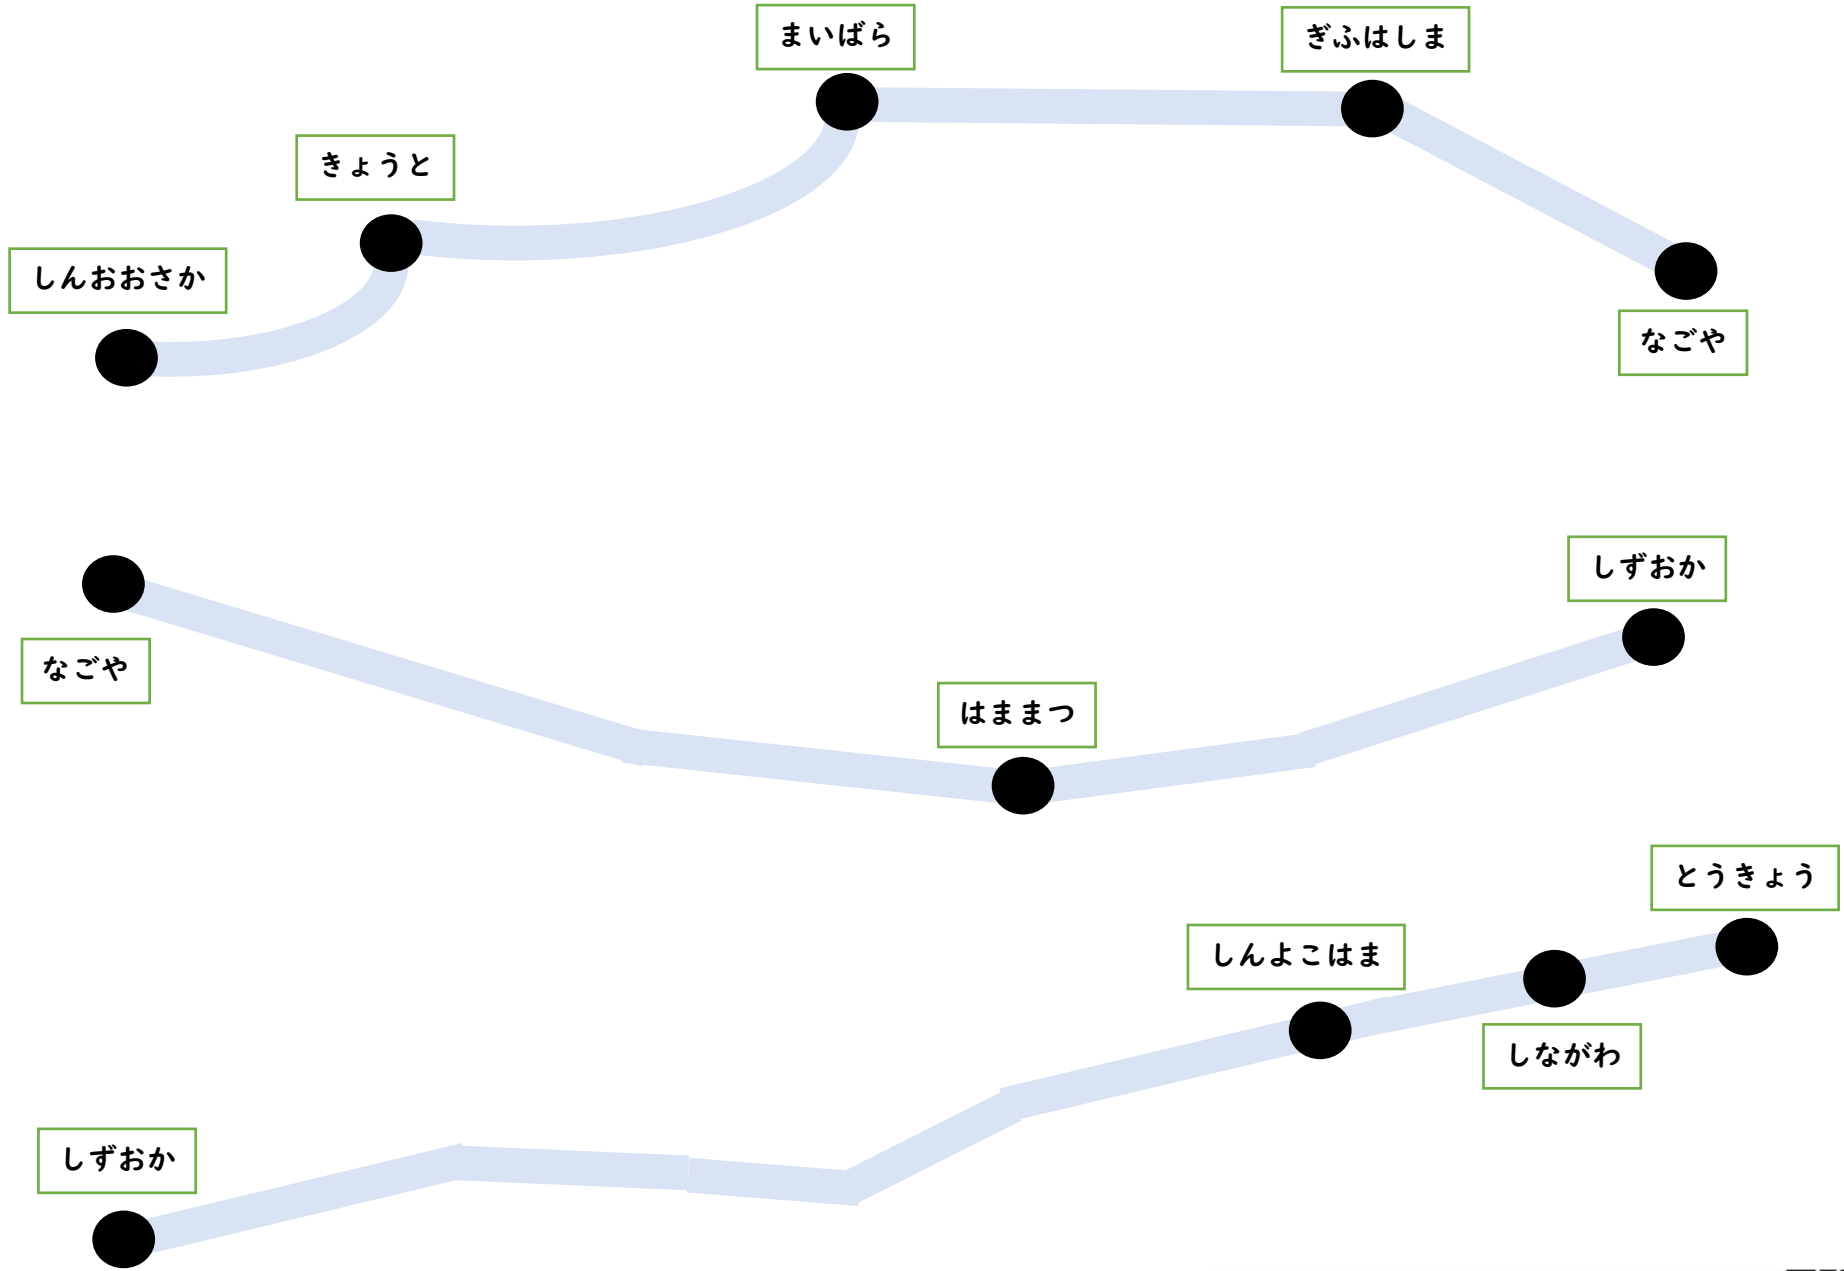 まいばら
ぎふはしま
きょうと
しんおおさか
なごや
しずおか
なごや
はままつ
とうきょう
しんよこはま
しながわ
しずおか